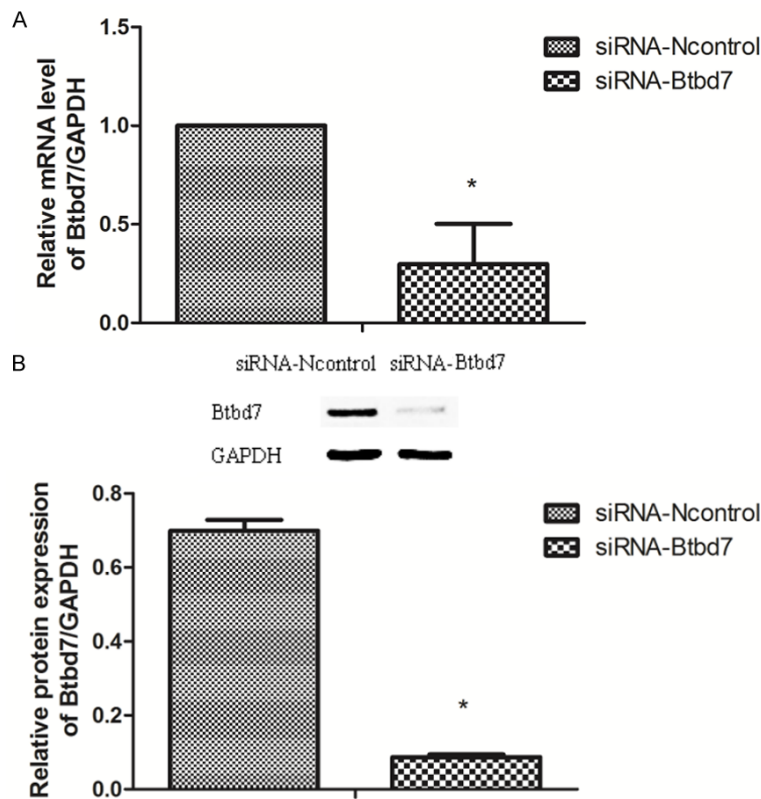 A
Relative mRNA level
of Btbd7/GAPDH
1.5
1.0
0.5
0.0
*
siRNA-Ncontrol
siRNA-Btbd7
B
siRNA-Ncontrol siRNA-Btbd7
Btbd7
GAPDH
Relative protein expression
of Btbd7/GAPDH
0.8
0.6
0.4
0.2
0.0
*
siRNA-Ncontrol
siRNA-Btbd7